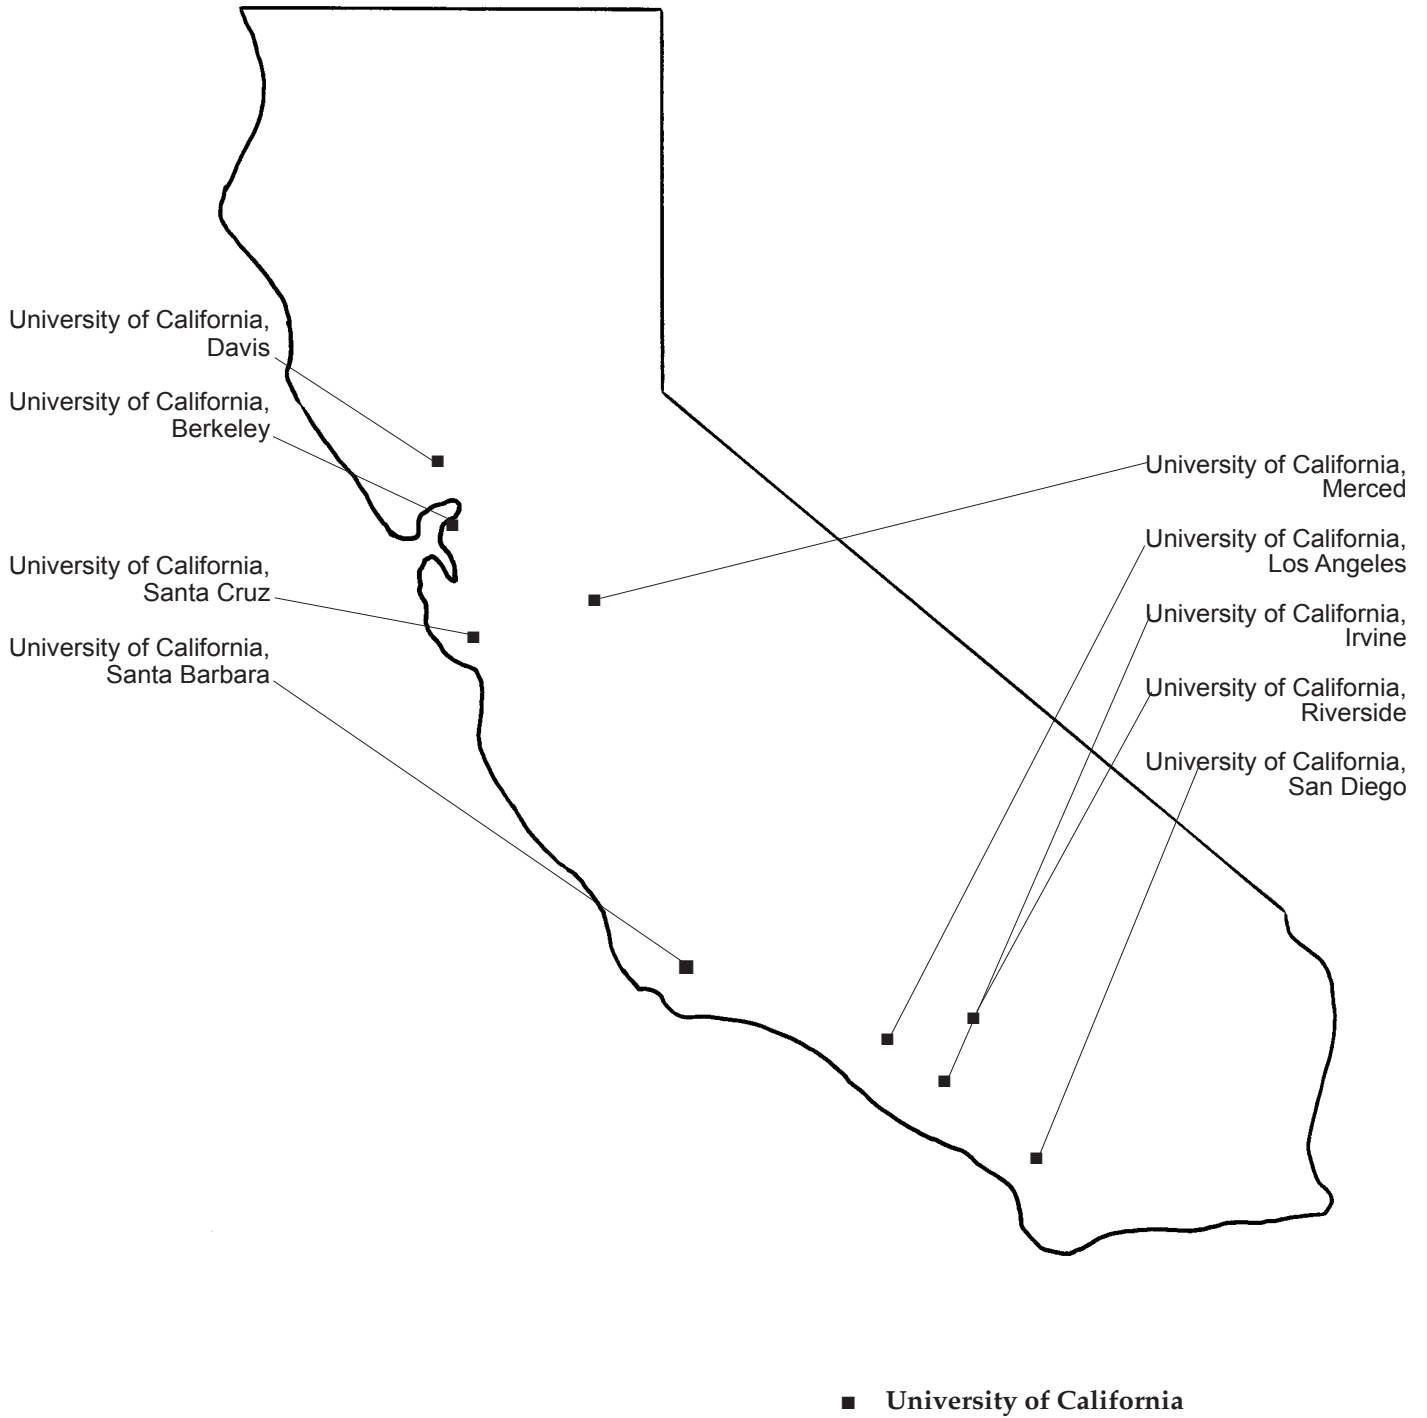 University of California,
Davis
University of California,
Berkeley
University of California,
Santa Cruz
University of California,
Santa Barbara
University of California,
Merced
University of California,
Los Angeles
University of California,
Irvine
University of California,
Riverside
University of California,
San Diego
University of California